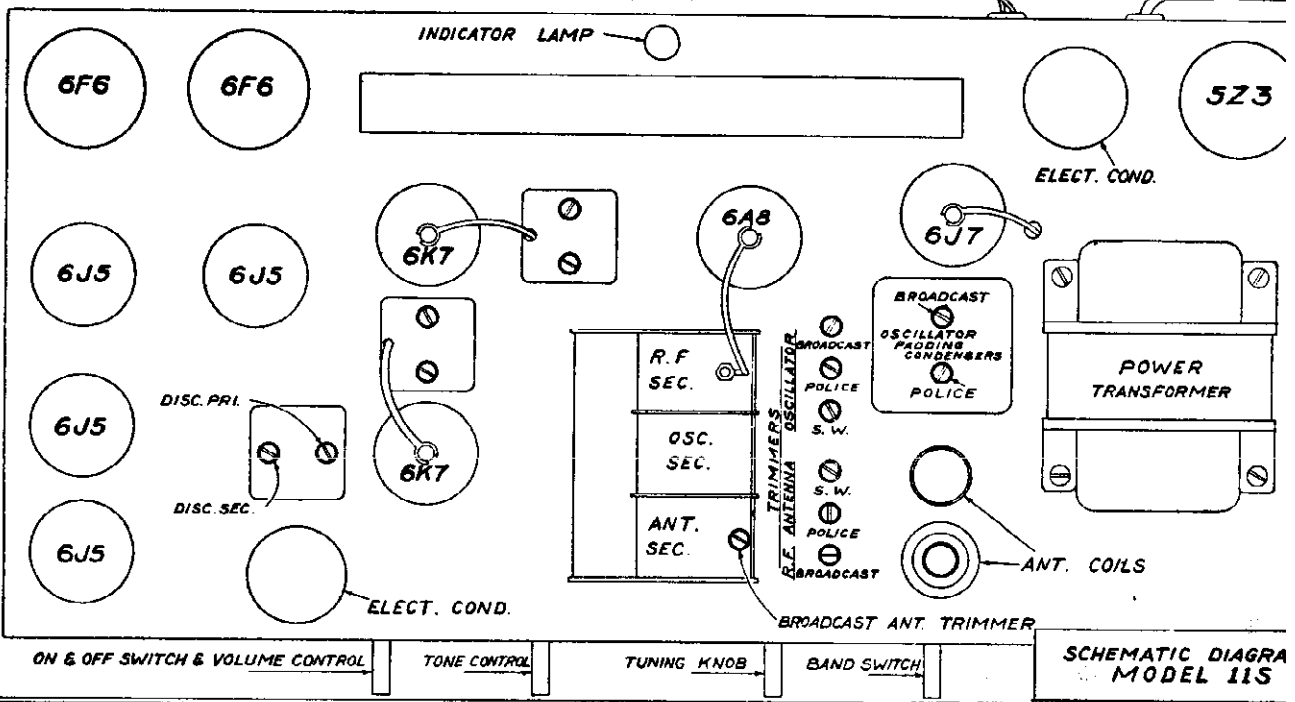 INDICATOR LAMP
6F6
6F6
5Z3
ELECT. COND.
6K7
6A8
6J7
6J5
6J5
BROADCAST
OSCILLATOR
PADDING
CONDENSERS
POLICE
POWER
TRANSFORMER
R.F
SEC.
OSC.
SEC.
ANT.
SEC.
TRIMMERS
OSCILLATOR
BROADCAST
POLICE
S.W.
R.F. ANTENNA
S.W.
POLICE
BROADCAST
DISC. PRI.
6J5
6K7
DISC. SEC.
6J5
ELECT. COND.
ANT. COILS
BROADCAST ANT. TRIMMER
ON & OFF SWITCH & VOLUME CONTROL
TONE CONTROL
TUNING KNOB
BAND SWITCH
SCHEMATIC DIAGRA
MODEL 11S